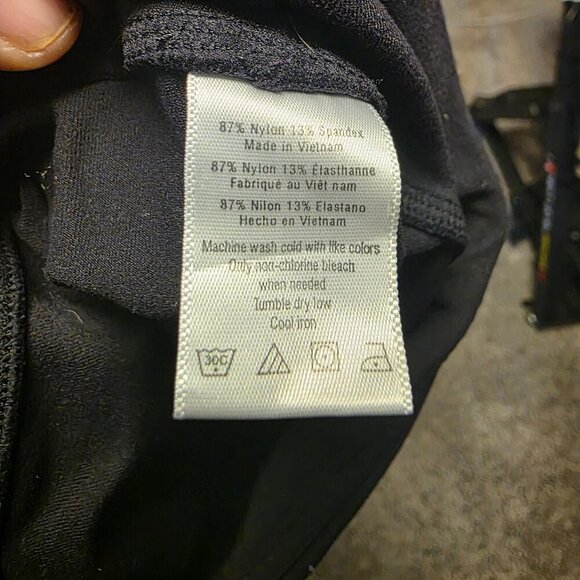 87% Nylon 13% Spandex
Made in Vietnam
87% Nylon 13% Élasthanne
Fabriqué au Viêt nam
87% Nilon 13% Elastano
Hecho en Vietnam
Machine wash cold with like colors
Only non-chlorine bleach
when needed
Tumble dry low
Cool iron
30C